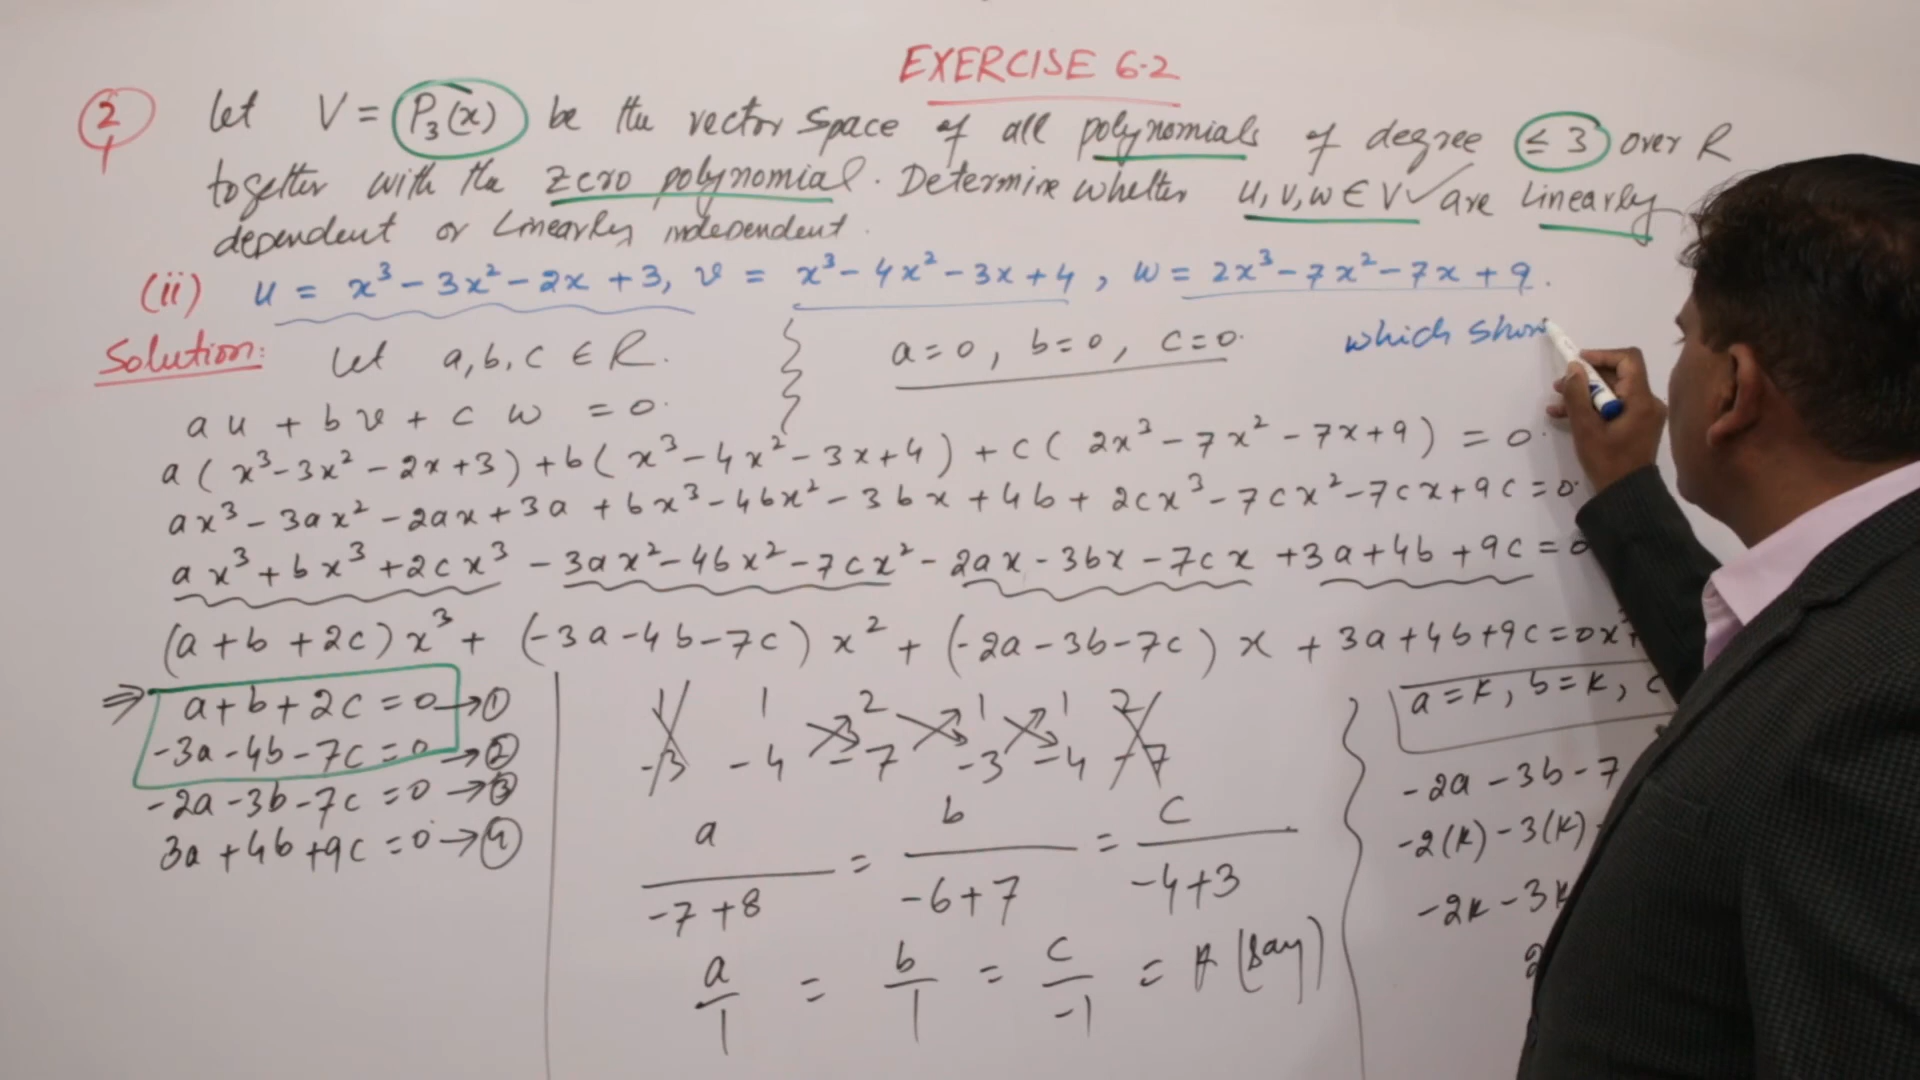 EXERCISE 6.2
2 Let V = P₃(x) be the vector space of all polynomials of degree ≤ 3 over R
together with the zero polynomial. Determine whether u, v, w ∈ V are Linearly
dependent or Linearly independent.
(ii) u = x³ - 3x² - 2x + 3, v = x³ - 4x² - 3x + 4, w = 2x³ - 7x² - 7x + 9.
Solution: Let a, b, c ∈ R.
a u + b v + c w = 0.
a = 0, b = 0, c = 0.
which show
a(x³ - 3x² - 2x + 3) + b(x³ - 4x² - 3x + 4) + c(2x³ - 7x² - 7x + 9) = 0.
ax³ - 3ax² - 2ax + 3a + bx³ - 4bx² - 3bx + 4b + 2cx³ - 7cx² - 7cx + 9c = 0.
ax³ + bx³ + 2cx³ - 3ax² - 4bx² - 7cx² - 2ax - 3bx - 7cx + 3a + 4b + 9c = 0
(a + b + 2c)x³ + (-3a - 4b - 7c)x² + (-2a - 3b - 7c)x + 3a + 4b + 9c = 0x³
⇒ a + b + 2c = 0 → ①
-3a - 4b - 7c = 0 → ②
-2a - 3b - 7c = 0 → ③
3a + 4b + 9c = 0 → ④
1 1 2 1 1 2
-3 -4 -7 -3 -4 -7
a/(-7 + 8) = b/(-6 + 7) = c/(-4 + 3)
a/1 = b/1 = c/-1 = k (say)
a = k, b = k, c
-2a - 3b - 7
-2(k) - 3(k)
-2k - 3k
2